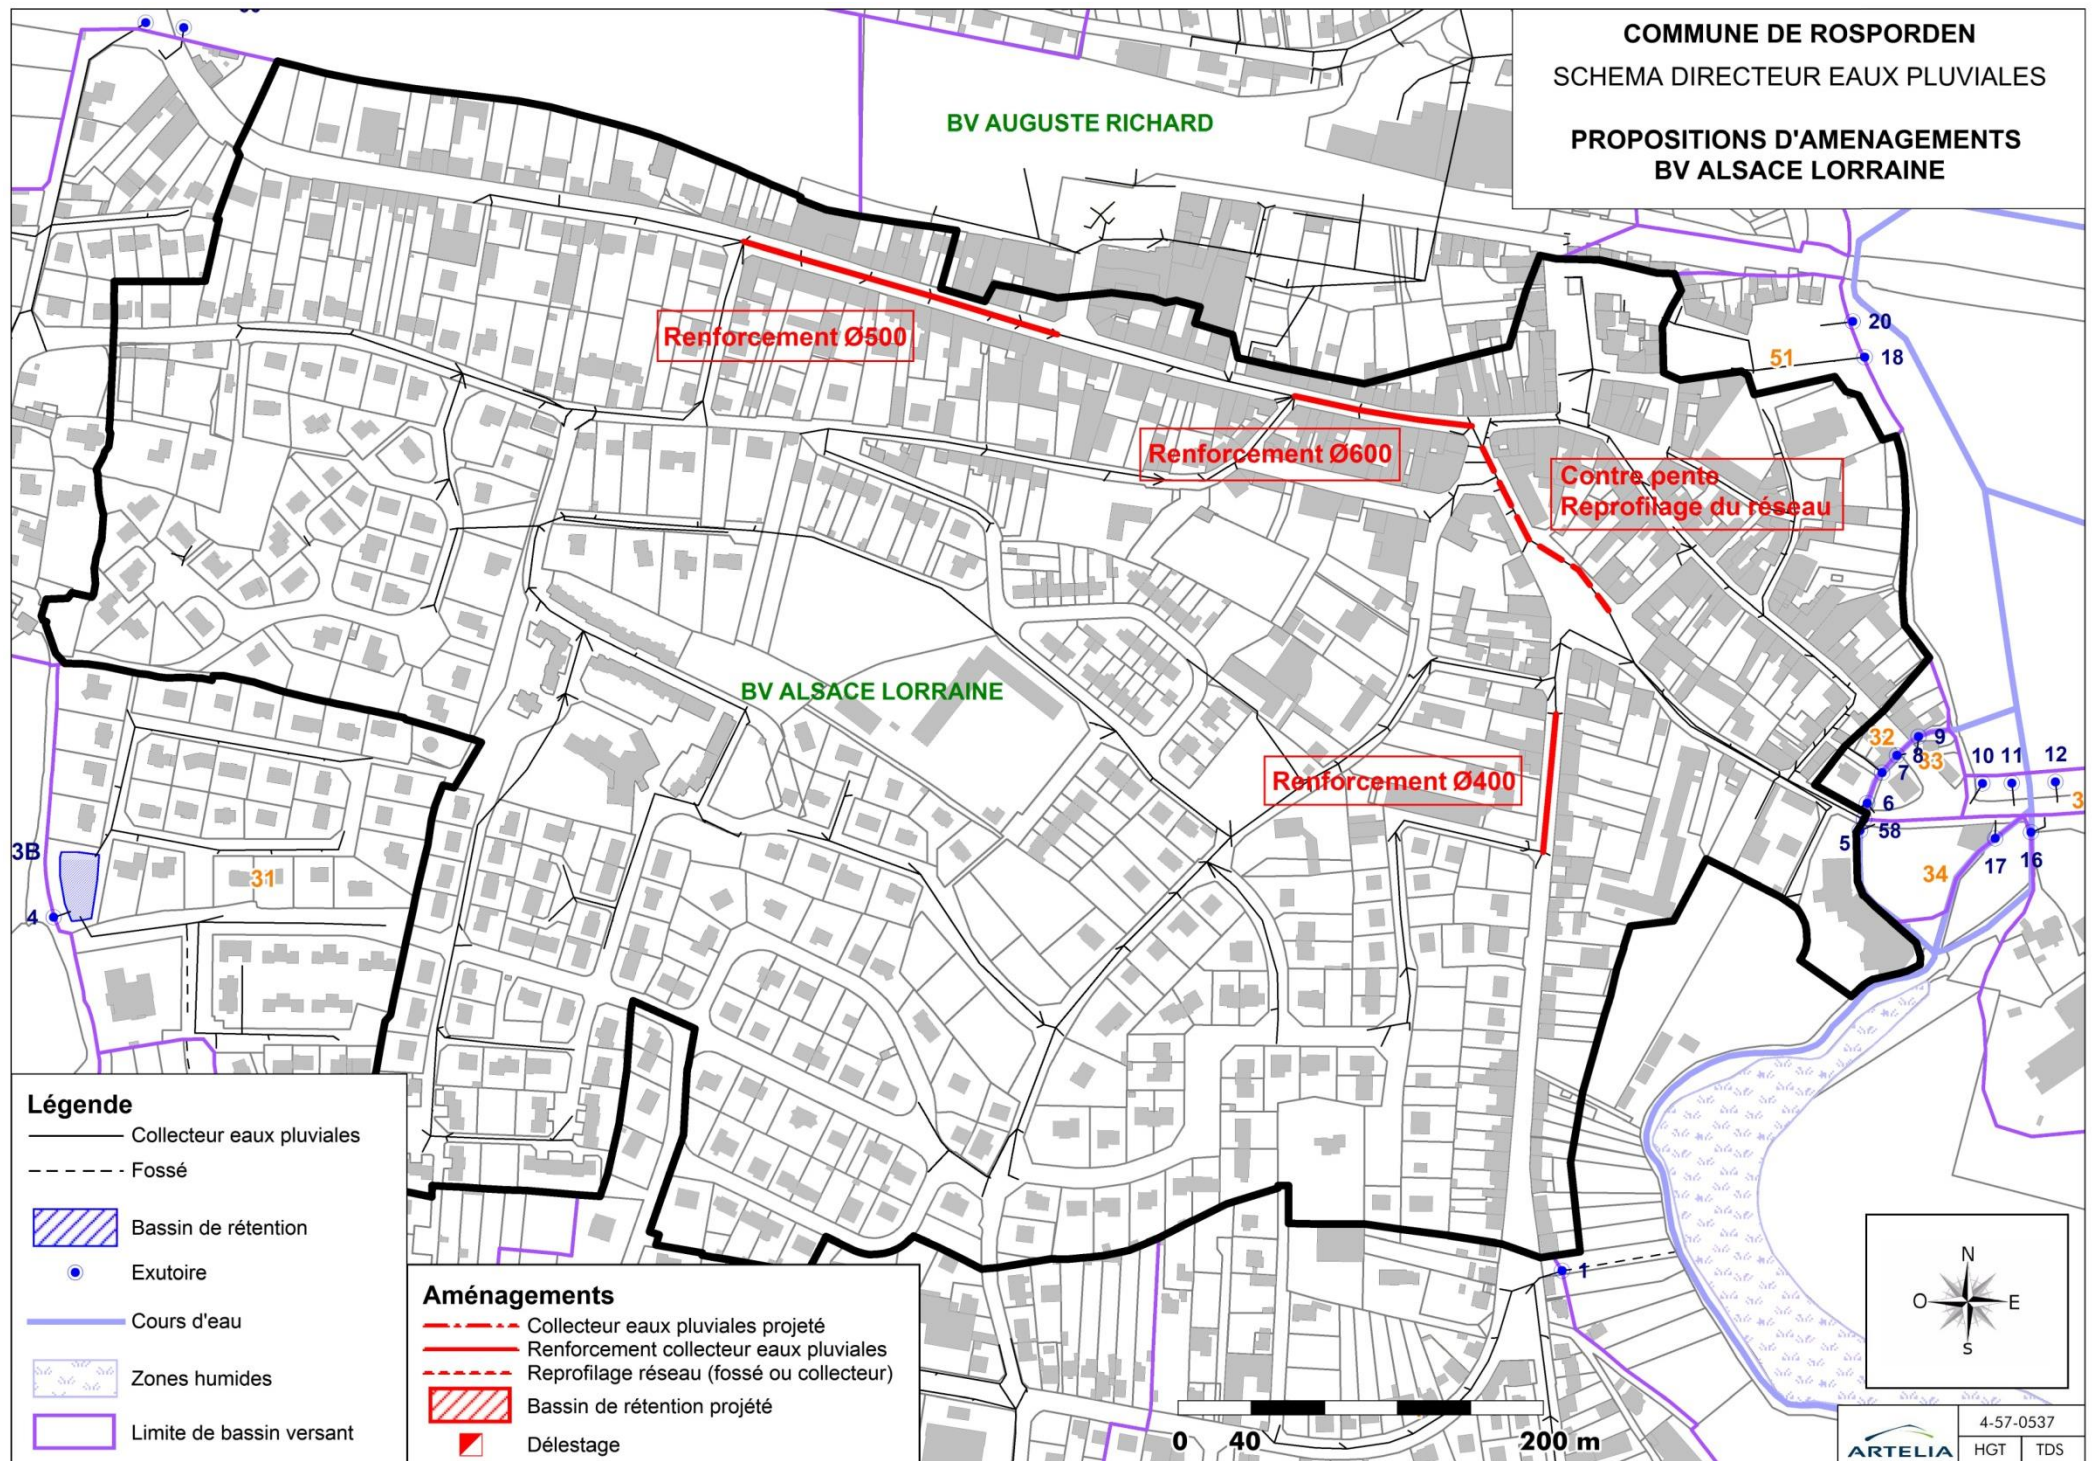 COMMUNE DE ROSPORDEN
SCHEMA DIRECTEUR EAUX PLUVIALES
PROPOSITIONS D'AMENAGEMENTS
BV ALSACE LORRAINE
BV AUGUSTE RICHARD
20
18
51
Renforcement Ø500
Renforcement Ø600
Contre pente
Reprofilage du réseau
BV ALSACE LORRAINE
Renforcement Ø400
32
9
8
33
7
10
11
12
6
3
5
58
17
16
34
3B
31
4
1
Légende
Collecteur eaux pluviales
Fossé
Bassin de rétention
Exutoire
Cours d'eau
Zones humides
Limite de bassin versant
Aménagements
Collecteur eaux pluviales projeté
Renforcement collecteur eaux pluviales
Reprofilage réseau (fossé ou collecteur)
Bassin de rétention projeté
Délestage
0 40 200 m
N
O E
S
ARTELIA
4-57-0537
HGT TDS